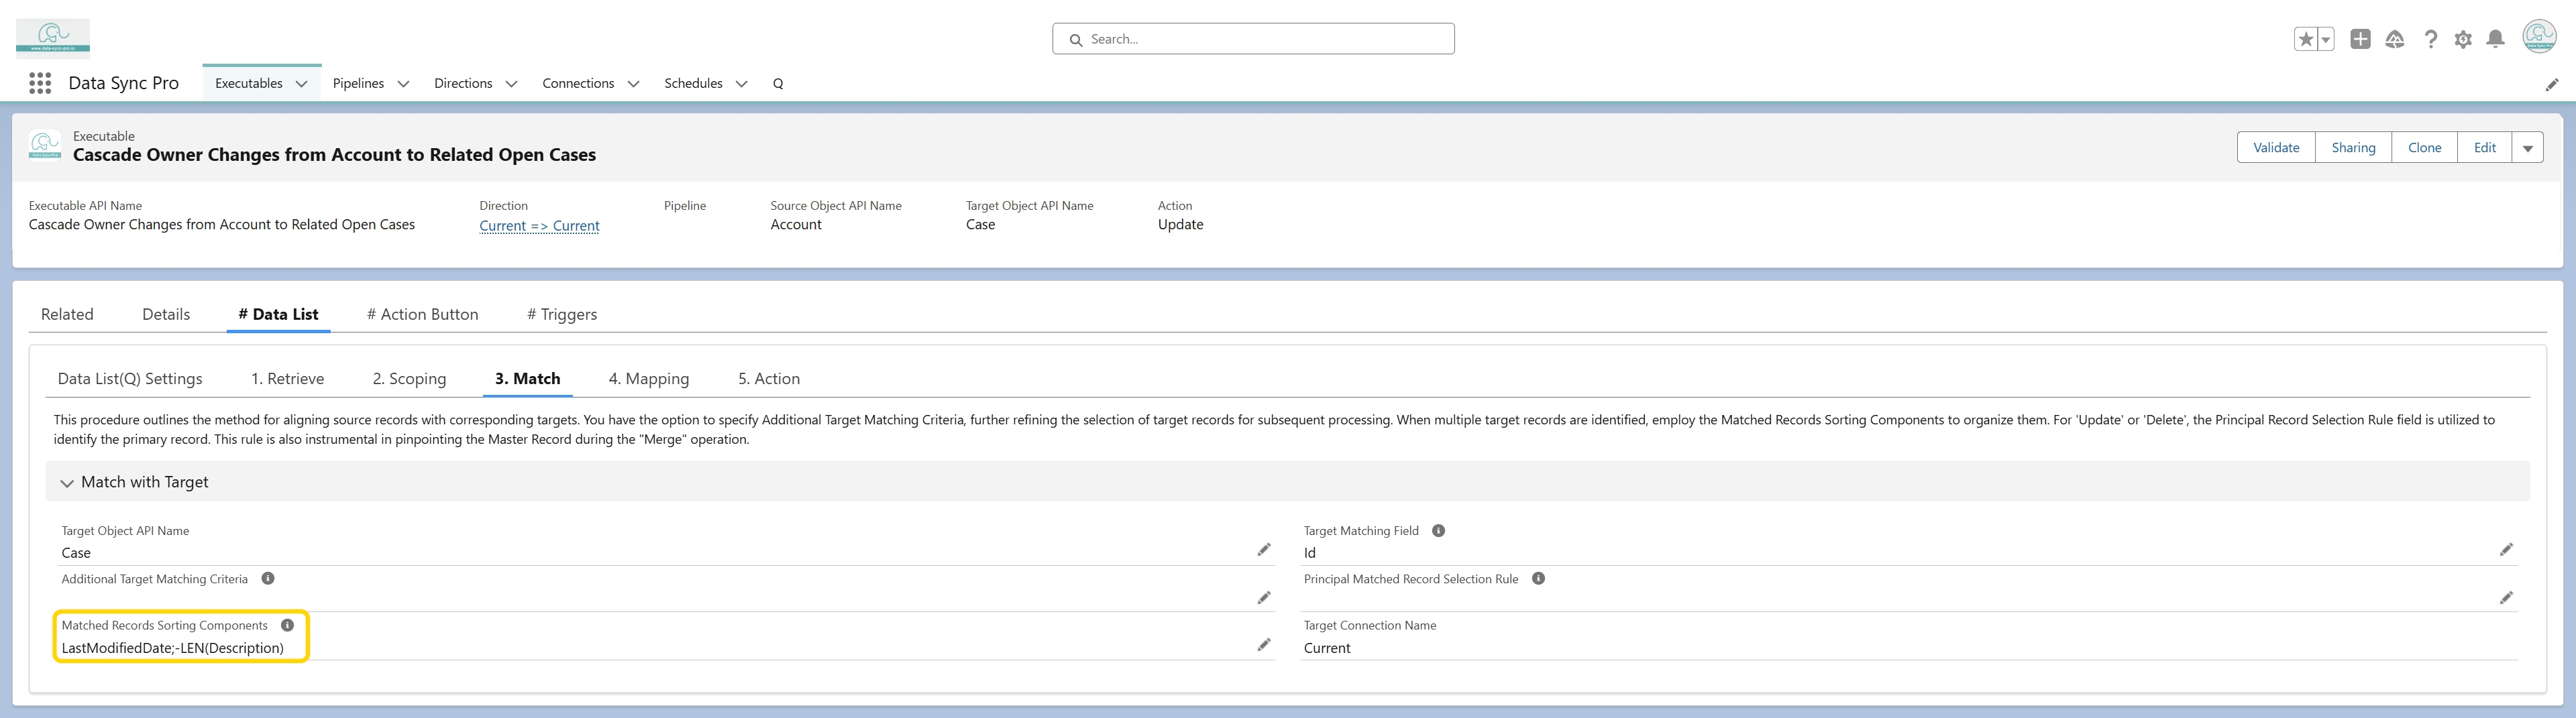 www.data-sync-pro.io
Search...
Data Sync Pro
Executables
Pipelines
Directions
Connections
Schedules
Q
Executable
Cascade Owner Changes from Account to Related Open Cases
Validate
Sharing
Clone
Edit
Executable API Name
Direction
Pipeline
Source Object API Name
Target Object API Name
Action
Cascade Owner Changes from Account to Related Open Cases
Current => Current
Account
Case
Update
Related
Details
# Data List
# Action Button
# Triggers
Data List(Q) Settings
1. Retrieve
2. Scoping
3. Match
4. Mapping
5. Action
This procedure outlines the method for aligning source records with corresponding targets. You have the option to specify Additional Target Matching Criteria, further refining the selection of target records for subsequent processing. When multiple target records are identified, employ the Matched Records Sorting Components to organize them. For 'Update' or 'Delete', the Principal Record Selection Rule field is utilized to
identify the primary record. This rule is also instrumental in pinpointing the Master Record during the "Merge" operation.
Match with Target
Target Object API Name
Case
Target Matching Field
Id
Additional Target Matching Criteria
Principal Matched Record Selection Rule
Matched Records Sorting Components
LastModifiedDate;-LEN(Description)
Target Connection Name
Current